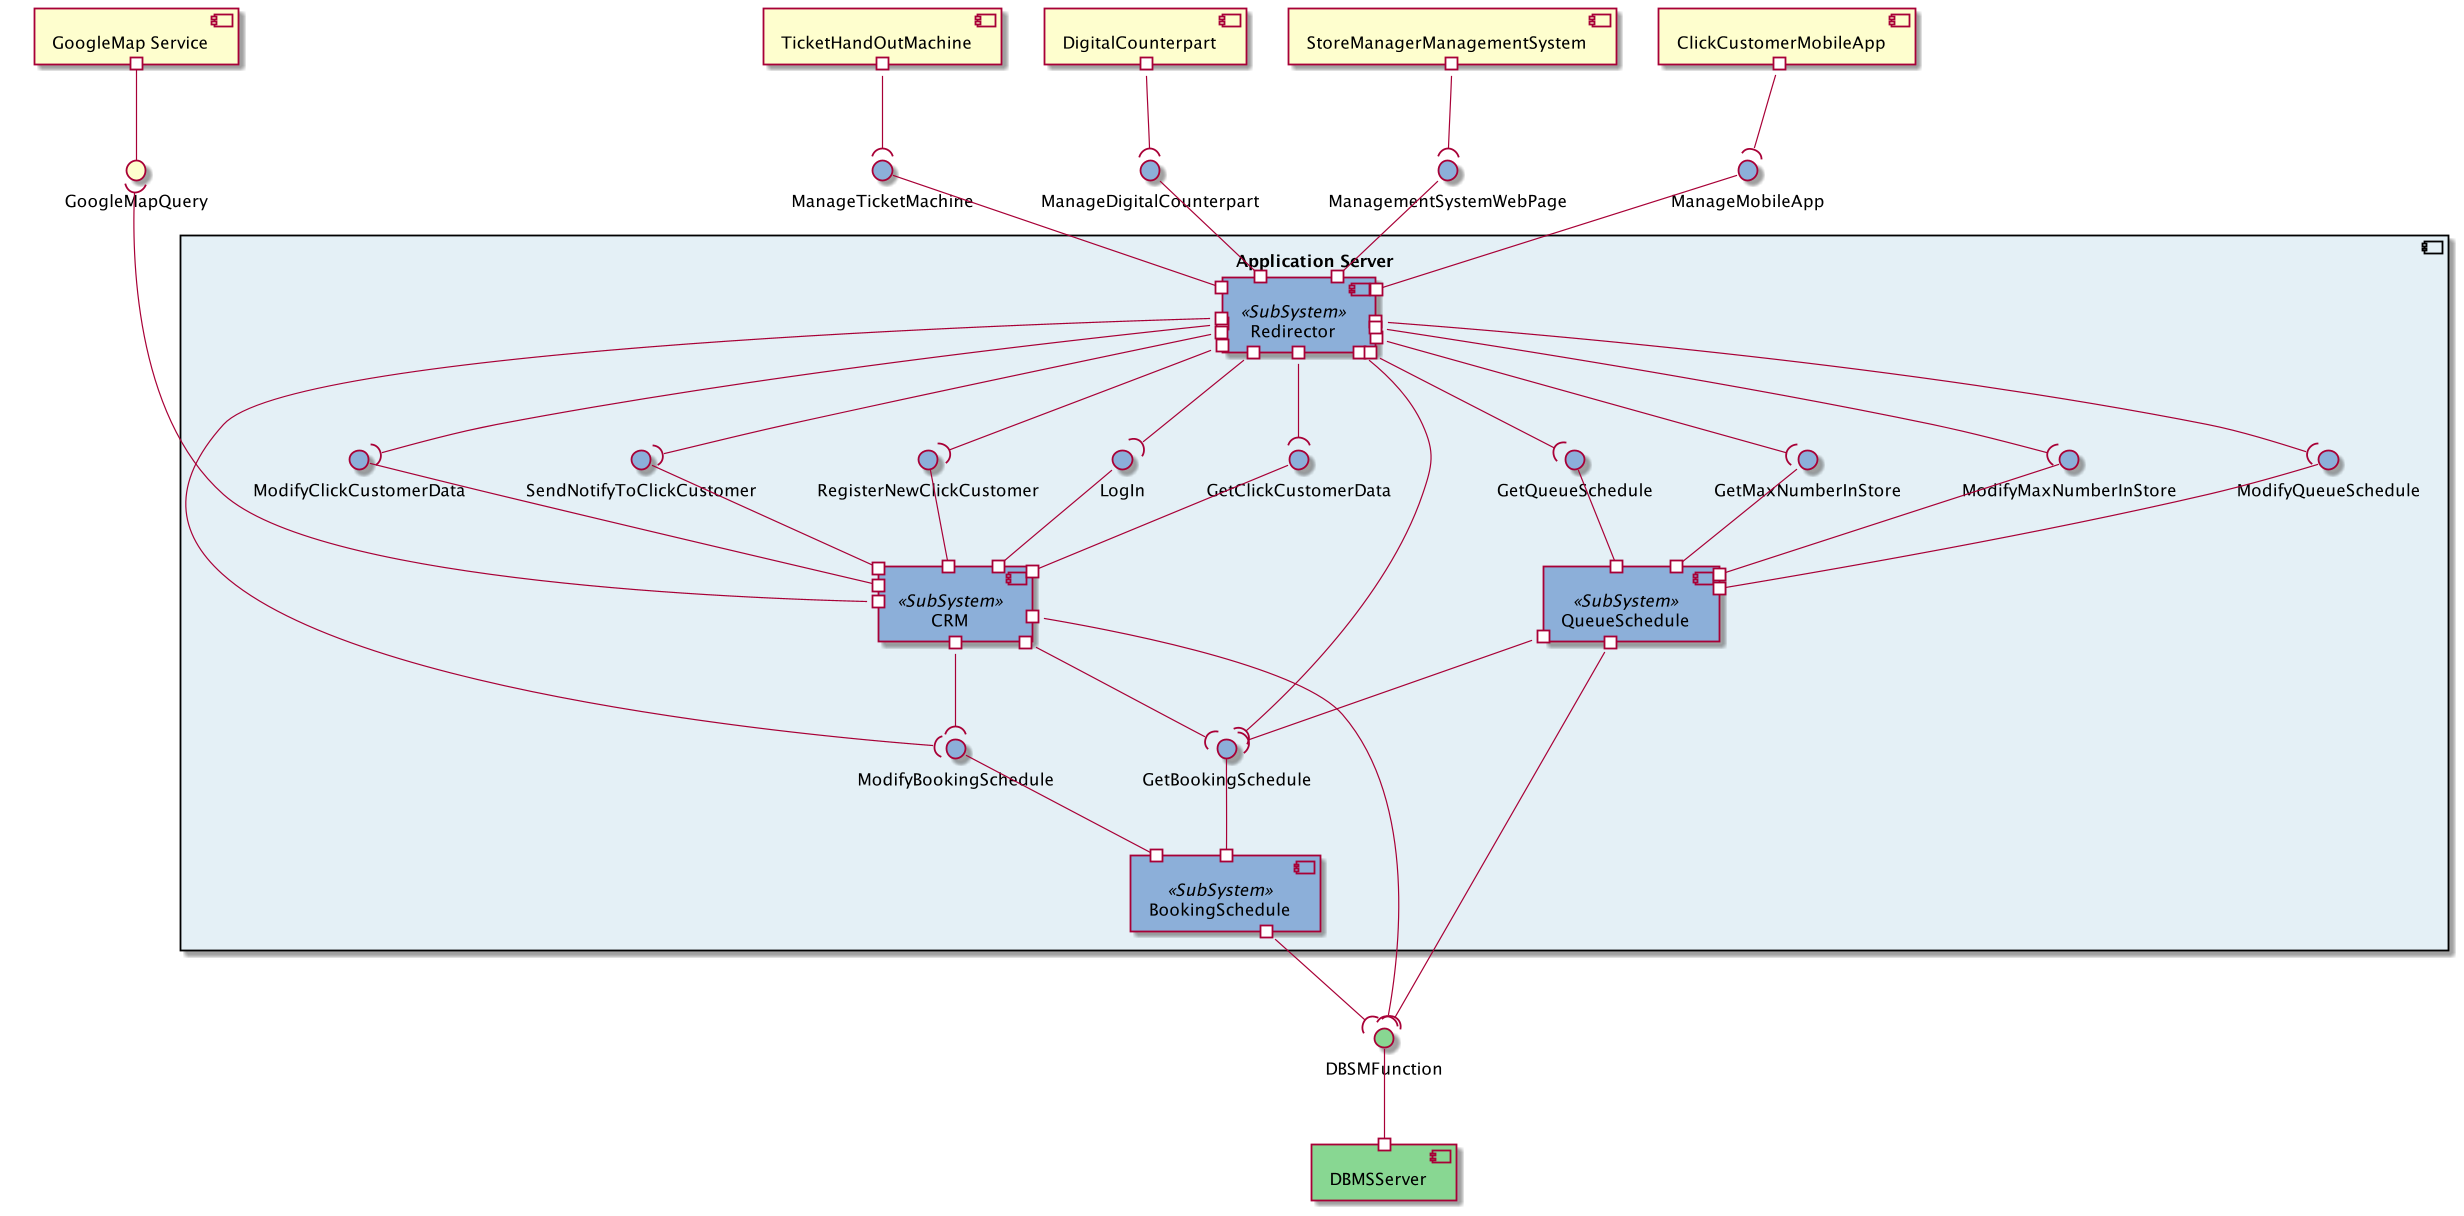 GoogleMap Service
TicketHandOutMachine
DigitalCounterpart
StoreManagerManagementSystem
ClickCustomerMobileApp
GoogleMapQuery
ManageTicketMachine
ManageDigitalCounterpart
ManagementSystemWebPage
ManageMobileApp
Application Server
«SubSystem»
Redirector
ModifyClickCustomerData
SendNotifyToClickCustomer
RegisterNewClickCustomer
LogIn
GetClickCustomerData
GetQueueSchedule
GetMaxNumberInStore
ModifyMaxNumberInStore
ModifyQueueSchedule
«SubSystem»
CRM
«SubSystem»
QueueSchedule
ModifyBookingSchedule
GetBookingSchedule
«SubSystem»
BookingSchedule
DBSMFunction
DBMSServer